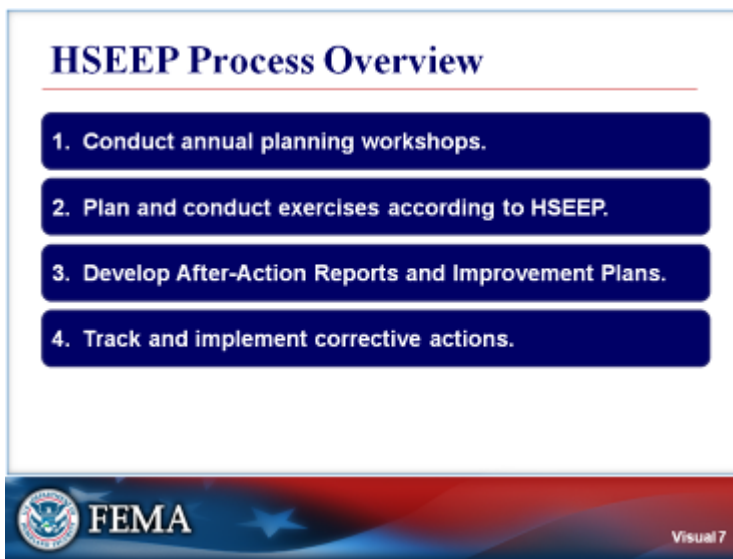 HSEEP Process Overview
1. Conduct annual planning workshops.
2. Plan and conduct exercises according to HSEEP.
3. Develop After-Action Reports and Improvement Plans.
4. Track and implement corrective actions.
FEMA
Visual 7